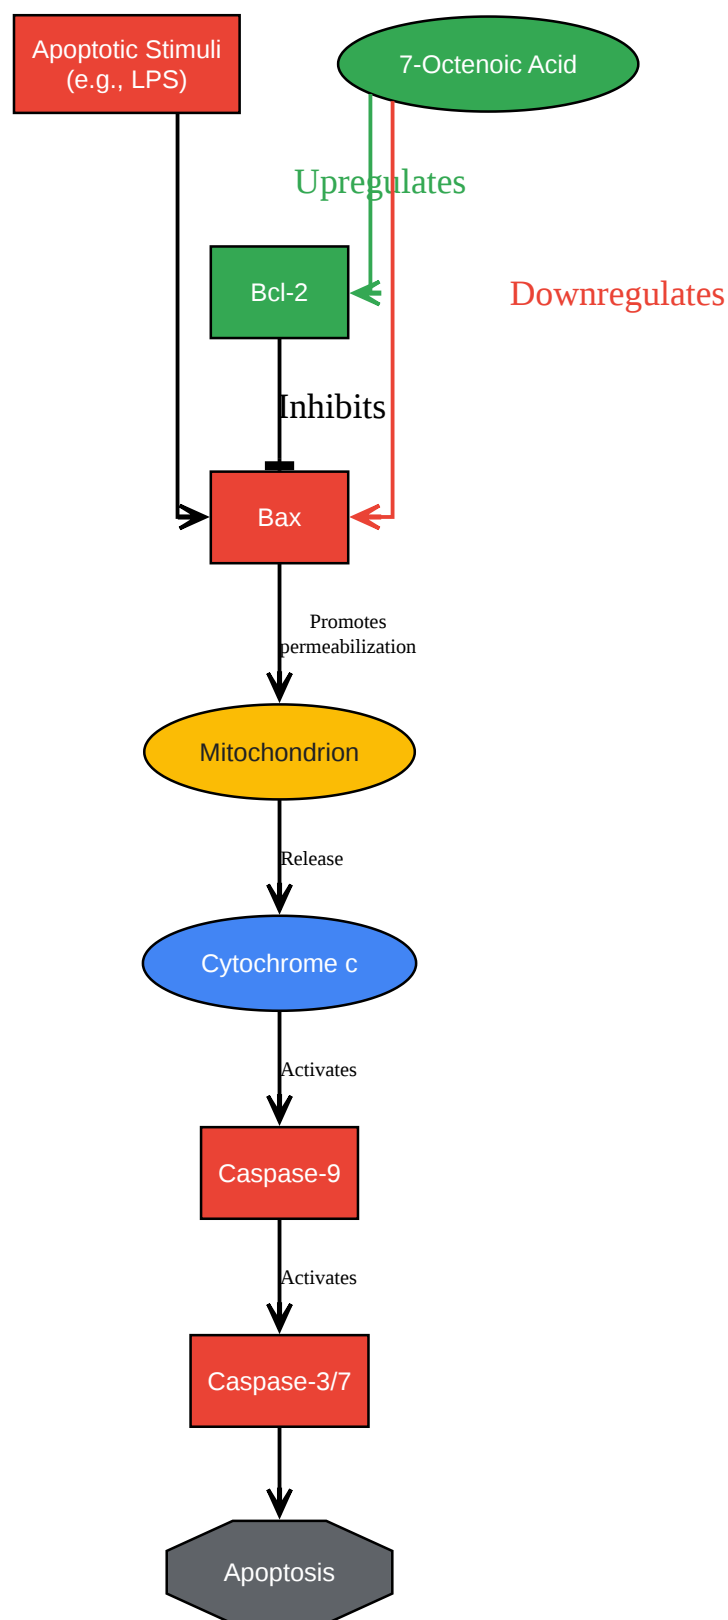 Apoptotic Stimuli
(e.g., LPS)
7-Octenoic Acid
Upregulates
Bcl-2
Downregulates
Inhibits
Bax
Promotes
permeabilization
Mitochondrion
Release
Cytochrome c
Activates
Caspase-9
Activates
Caspase-3/7
Apoptosis